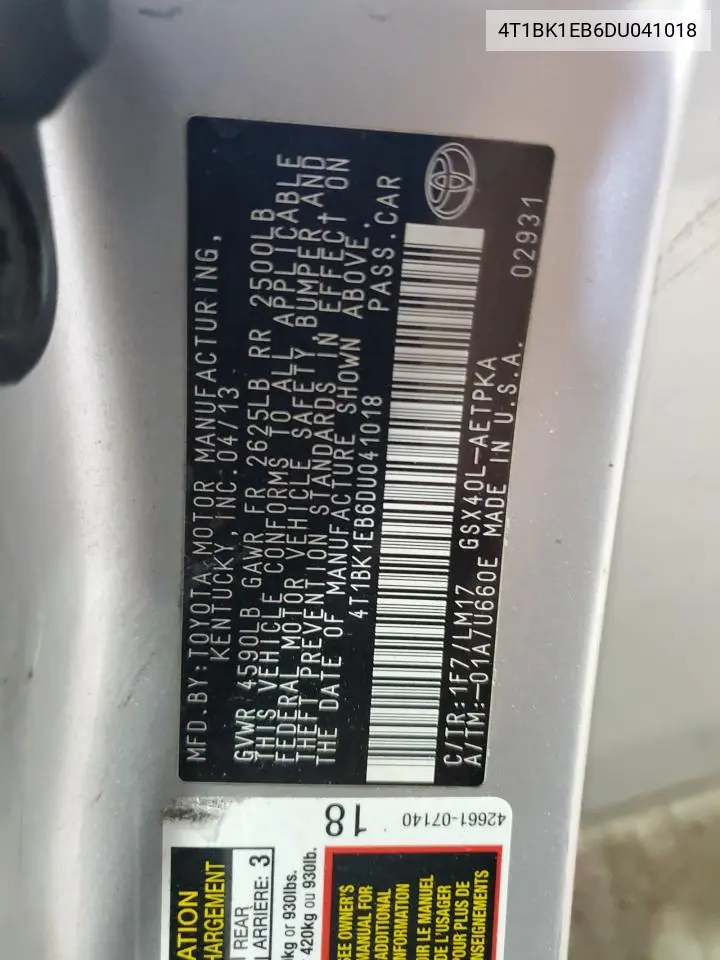 4T1BK1EB6DU041018
MFD.BY:TOYOTA MOTOR MANUFACTURING,
KENTUCKY, INC. 04/13
GVWR 4590LB GAWR FR 2625LB RR 2500LB
THIS VEHICLE CONFORMS TO ALL APPLICABLE
FEDERAL MOTOR VEHICLE SAFETY, BUMPER AND
THEFT PREVENTION STANDARDS IN EFFECT ON
THE DATE OF MANUFACTURE SHOWN ABOVE.
4T1BK1EB6DU041018 PASS.CAR
C/TR:1F7/LM17 GSX40L-AETPKA
A/TM:-01A/U660E MADE IN U.S.A. 02931
18
42661-07140
ATION
HARGEMENT
REAR
ARRIÈRE: 3
kg or 930lbs.
420kg ou 930lb.
SEE OWNER'S
MANUAL FOR
ADDITIONAL
IR LE MANUEL
DE L'USAGER
POUR PLUS DE
SEIGNEMENTS